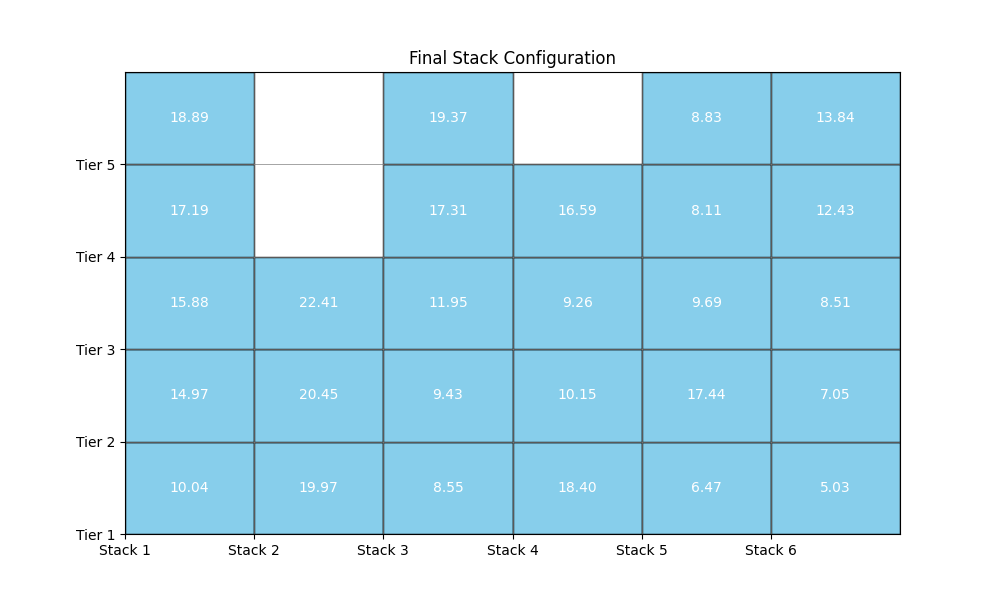 Final Stack Configuration
18.89 19.37 8.83 13.84
Tier 5
17.19 17.31 16.59 8.11 12.43
Tier 4
15.88 22.41 11.95 9.26 9.69 8.51
Tier 3
14.97 20.45 9.43 10.15 17.44 7.05
Tier 2
10.04 19.97 8.55 18.40 6.47 5.03
Tier 1
Stack 1 Stack 2 Stack 3 Stack 4 Stack 5 Stack 6